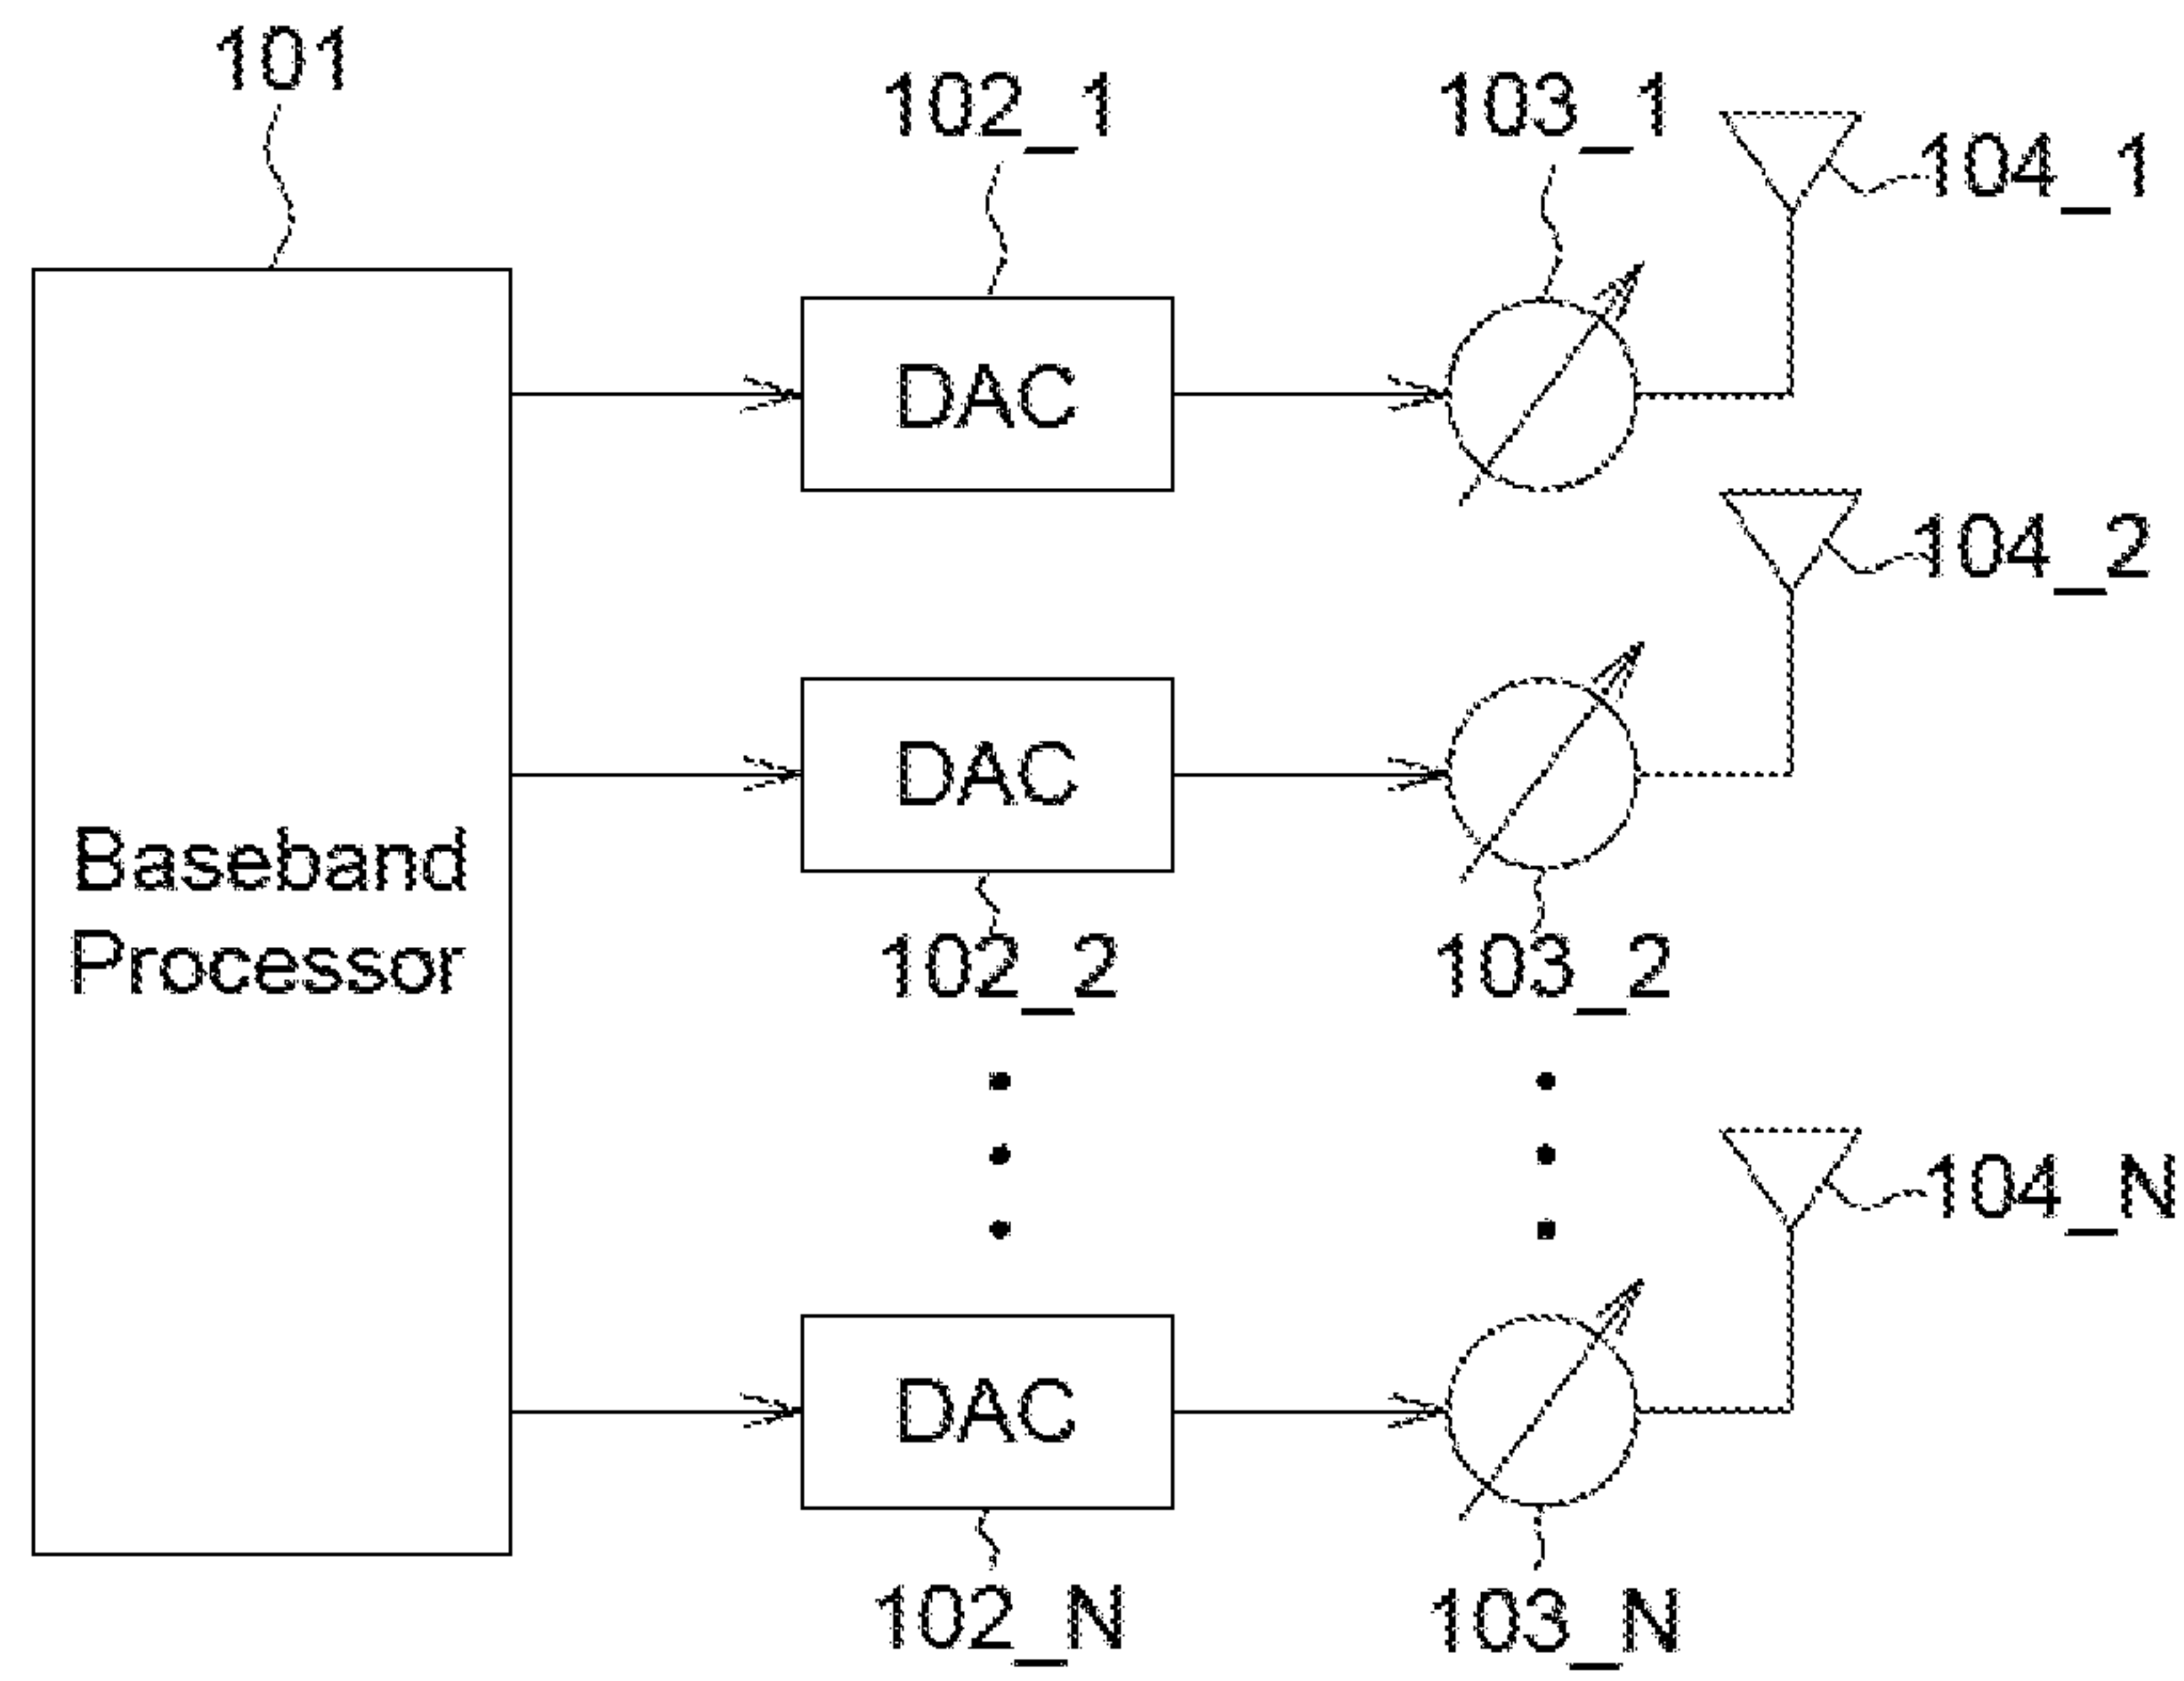 101
102_1
103_1
104_1
DAC
104_2
DAC
Baseband
Processor
102_2
103_2
104_N
DAC
102_N
103_N